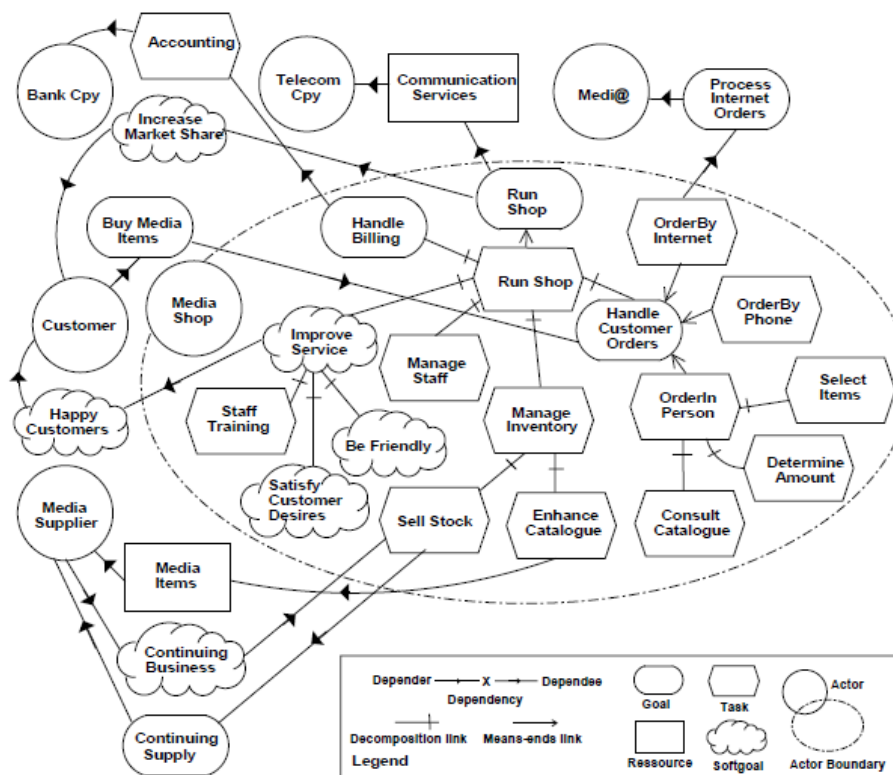 Accounting
Bank Cpy
Telecom
Cpy
Communication
Services
Medi@
Process
Internet
Orders
Increase
Market Share
Run
Shop
Buy Media
Items
Handle
Billing
OrderBy
Internet
Run Shop
Media
Shop
Customer
Improve
Service
Handle
Customer
Orders
OrderBy
Phone
Manage
Staff
Select
Items
Happy
Customers
Staff
Training
Manage
Inventory
OrderIn
Person
Be Friendly
Determine
Amount
Satisfy
Customer
Desires
Media
Supplier
Sell Stock
Enhance
Catalogue
Consult
Catalogue
Media
Items
Continuing
Business
Continuing
Supply
Depender X Dependee
Dependency
Decomposition link Means-ends link
Legend
Goal
Task
Actor
Ressource
Softgoal
Actor Boundary